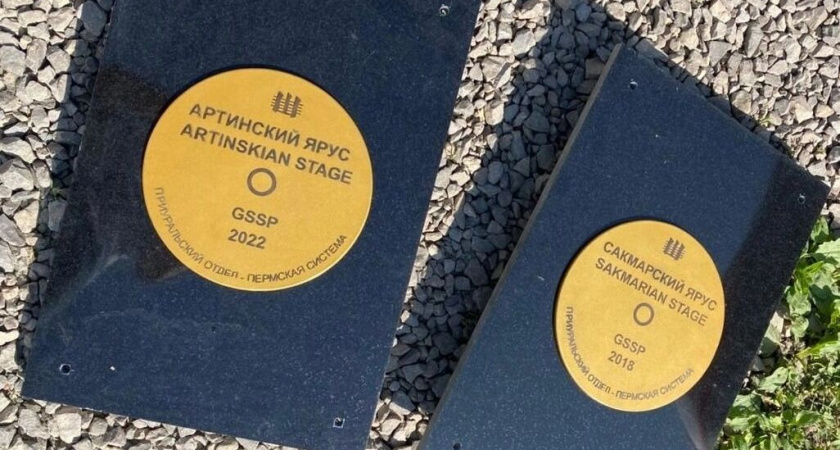 АРТИНСКИЙ ЯРУС
ARTINSKIAN STAGE
GSSP
2022
ПРИУРАЛЬСКИЙ ОТДЕЛ - ПЕРМСКАЯ СИСТЕМА
САКМАРСКИЙ ЯРУС
SAKMARIAN STAGE
GSSP
2018
ПРИУРАЛЬСКИЙ ОТДЕЛ - ПЕРМСКАЯ СИСТЕМА